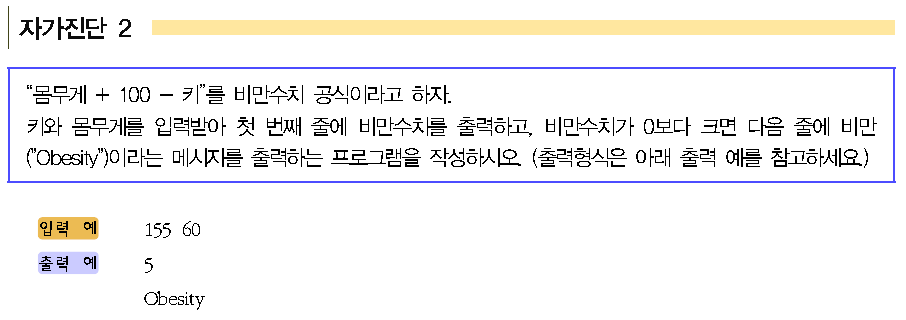 자가진단 2
“몸무게 + 100 - 키”를 비만수치 공식이라고 하자.
키와 몸무게를 입력받아 첫 번째 줄에 비만수치를 출력하고, 비만수치가 0보다 크면 다음 줄에 비만
("Obesity")이라는 메시지를 출력하는 프로그램을 작성하시오. (출력형식은 아래 출력 예를 참고하세요.)
입력 예 155 60
출력 예 5
Obesity